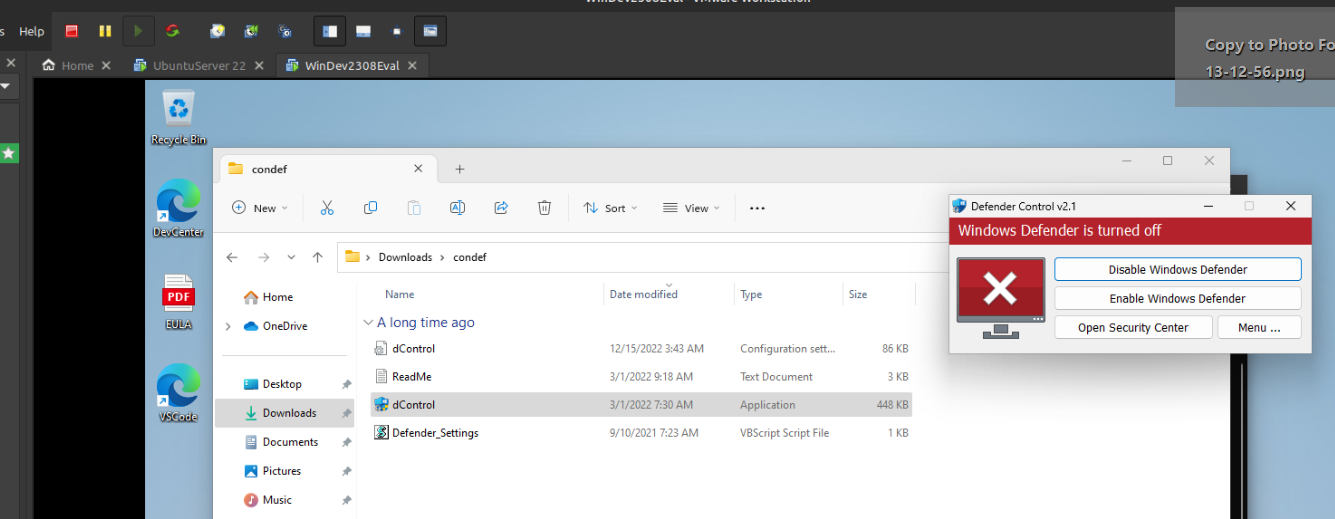 WinDev2308Eval - VMware Workstation
s Help
Copy to Photo Fo
13-12-56.png
Home
UbuntuServer 22
WinDev2308Eval
Recycle Bin
DevCenter
PDF
EULA
VSCode
condef
New
Sort
View
Downloads > condef
Home
OneDrive
Desktop
Downloads
Documents
Pictures
Music
Name Date modified Type Size
A long time ago
dControl 12/15/2022 3:43 AM Configuration sett... 86 KB
ReadMe 3/1/2022 9:18 AM Text Document 3 KB
dControl 3/1/2022 7:30 AM Application 448 KB
Defender_Settings 9/10/2021 7:23 AM VBScript Script File 1 KB
Defender Control v2.1
Windows Defender is turned off
Disable Windows Defender
Enable Windows Defender
Open Security Center Menu ...